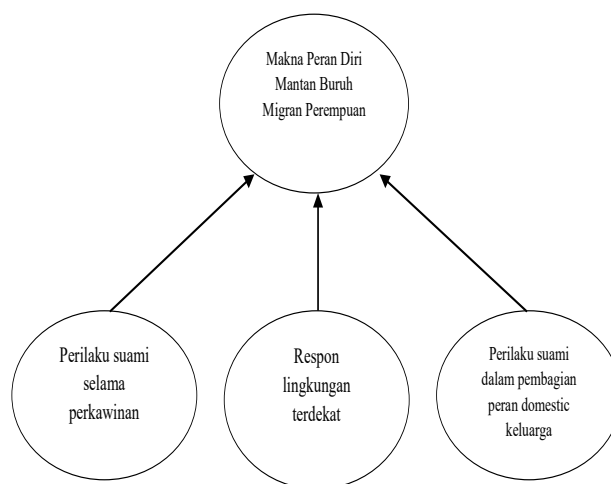 Makna Peran Diri
Mantan Buruh
Migran Perempuan
Perilaku suami
selama
perkawinan
Respon
lingkungan
terdekat
Perilaku suami
dalam pembagian
peran domestic
keluarga